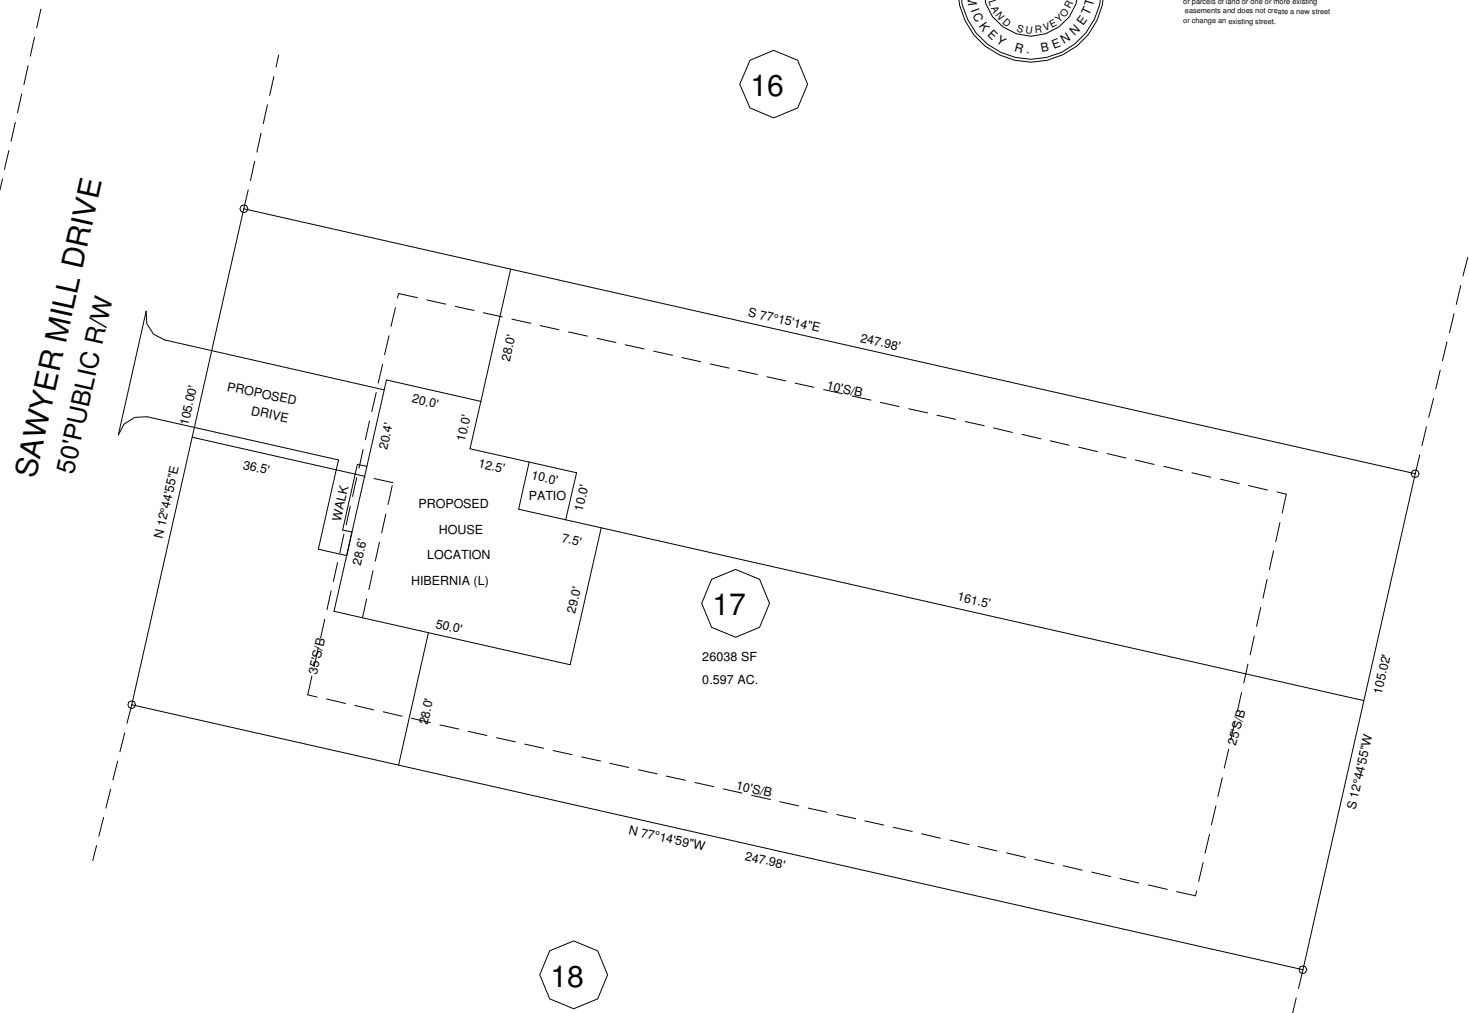 or parcels of land or one or more existing
easements and does not create a new street
or change an existing street.
LAND SURVEYOR
MICKEY R. BENNETT
16
SAWYER MILL DRIVE
50'PUBLIC R/W
S 77°15'14"E
247.98'
28.0'
10'S/B
PROPOSED
DRIVE
105.00'
20.0'
20.4'
10.0'
36.5'
12.5'
10.0'
PATIO
10.0'
WALK
N 12°44'55"E
PROPOSED
HOUSE
LOCATION
HIBERNIA (L)
7.5'
28.6'
29.0'
17
161.5'
50.0'
35'S/B
26038 SF
0.597 AC.
105.02'
28.0'
25'S/B
S 12°44'55"W
10'S/B
N 77°14'59"W
247.98'
18